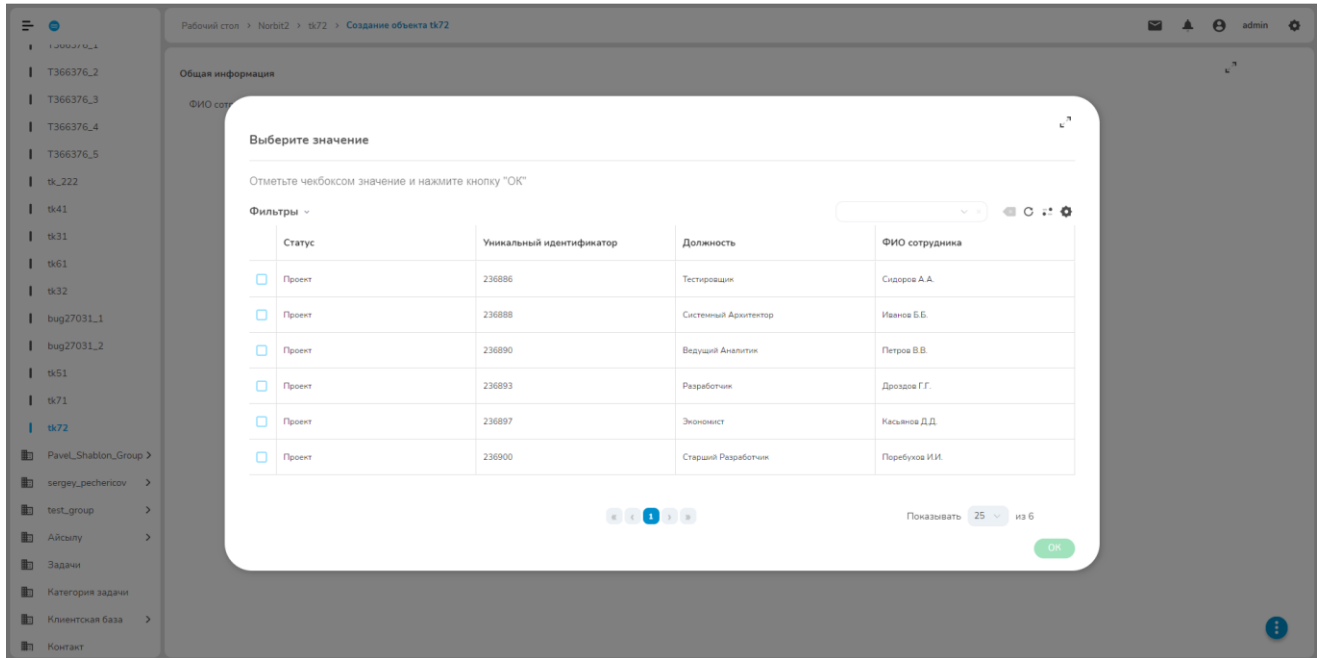 Рабочий стол > Norbit2 > tk72 > Создание объекта tk72
admin
T366376_1
T366376_2
T366376_3
T366376_4
T366376_5
tk_222
tk41
tk31
tk61
tk32
bug27031_1
bug27031_2
tk51
tk71
tk72
Pavel_Shablon_Group
sergey_pechericov
test_group
Айсылу
Задачи
Категория задачи
Клиентская база
Контакт
Общая информация
ФИО сотр
Выберите значение
Отметьте чекбоксом значение и нажмите кнопку "ОК"
Фильтры
Статус Уникальный идентификатор Должность ФИО сотрудника
Проект 236886 Тестировщик Сидоров А.А.
Проект 236888 Системный Архитектор Иванов Б.Б.
Проект 236890 Ведущий Аналитик Петров В.В.
Проект 236893 Разработчик Дроздов Г.Г.
Проект 236897 Экономист Касьянов Д.Д.
Проект 236900 Старший Разработчик Поребухов И.И.
« ‹ 1 › » Показывать 25 из 6
ОК